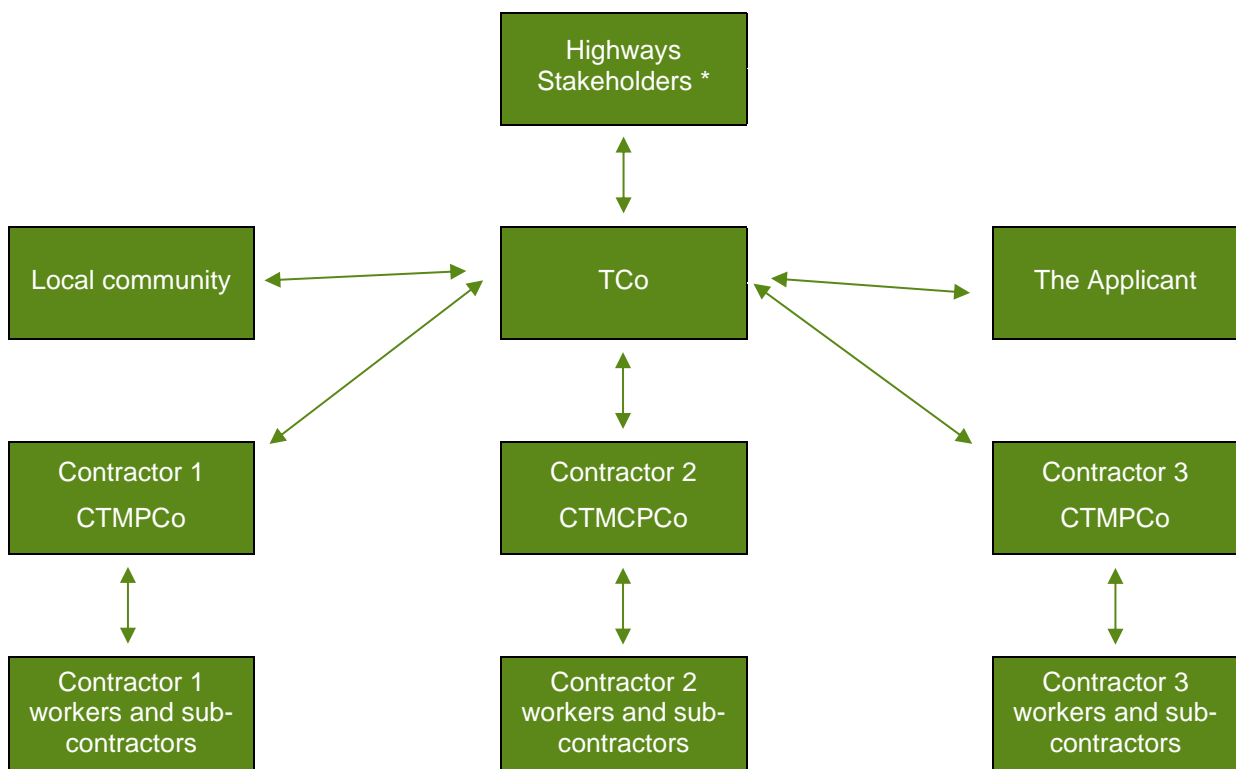 Highways
Stakeholders *
Local community
TCo
The Applicant
Contractor 1
CTMPCo
Contractor 2
CTMCPCo
Contractor 3
CTMPCo
Contractor 1
workers and sub-
contractors
Contractor 2
workers and sub-
contractors
Contractor 3
workers and sub-
contractors